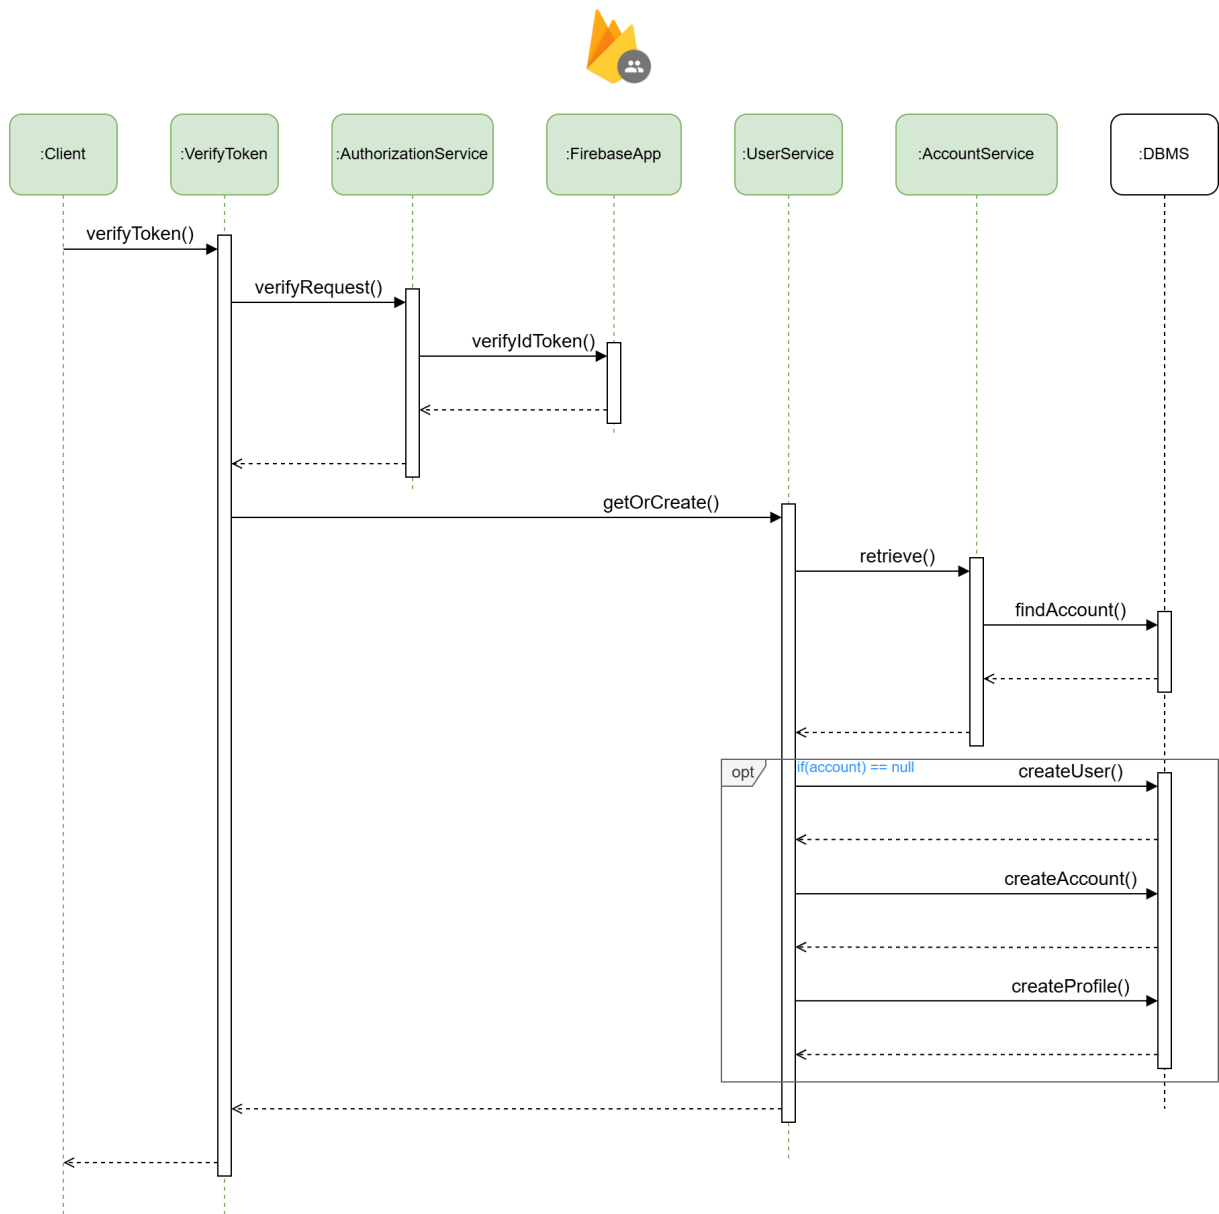 :Client
:VerifyToken
:AuthorizationService
:FirebaseApp
:UserService
:AccountService
:DBMS
verifyToken()
verifyRequest()
verifyIdToken()
getOrCreate()
retrieve()
findAccount()
opt
if(account) == null
createUser()
createAccount()
createProfile()